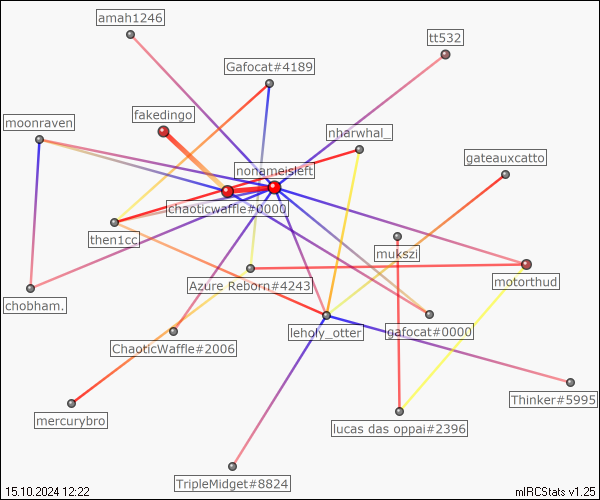 amah1246
tt532
Gafocat#4189
fakedingo
moonraven
nharwhal_
gateauxcatto
nonameisleft
chaoticwaffle#0000
then1cc
mukszi
motorthud
Azure Reborn#4243
chobham.
leholy_otter
gafocat#0000
ChaoticWaffle#2006
Thinker#5995
mercurybro
lucas das oppai#2396
TripleMidget#8824
15.10.2024 12:22
mIRCStats v1.25